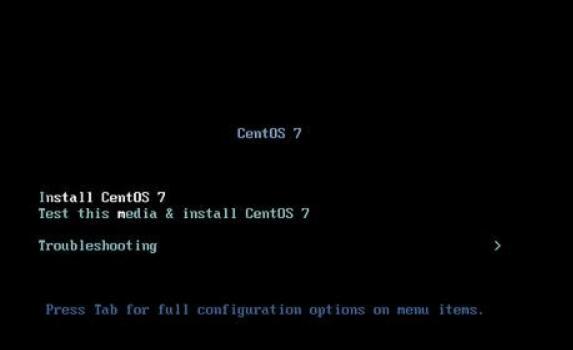 CentOS 7
Install CentOS 7
Test this media & install CentOS 7
Troubleshooting >
Press Tab for full configuration options on menu items.